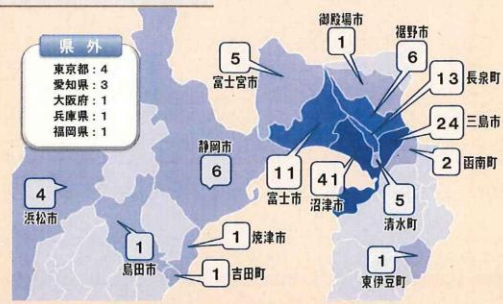 県外
東京都：4
愛知県：3
大阪府：1
兵庫県：1
福岡県：1
御殿場市
1
裾野市
6
5
富士宮市
13 長泉町
24 三島市
2 函南町
静岡市
6
11
富士市
41
沼津市
5
清水町
4
浜松市
1
島田市
1 焼津市
1 吉田町
1
東伊豆町